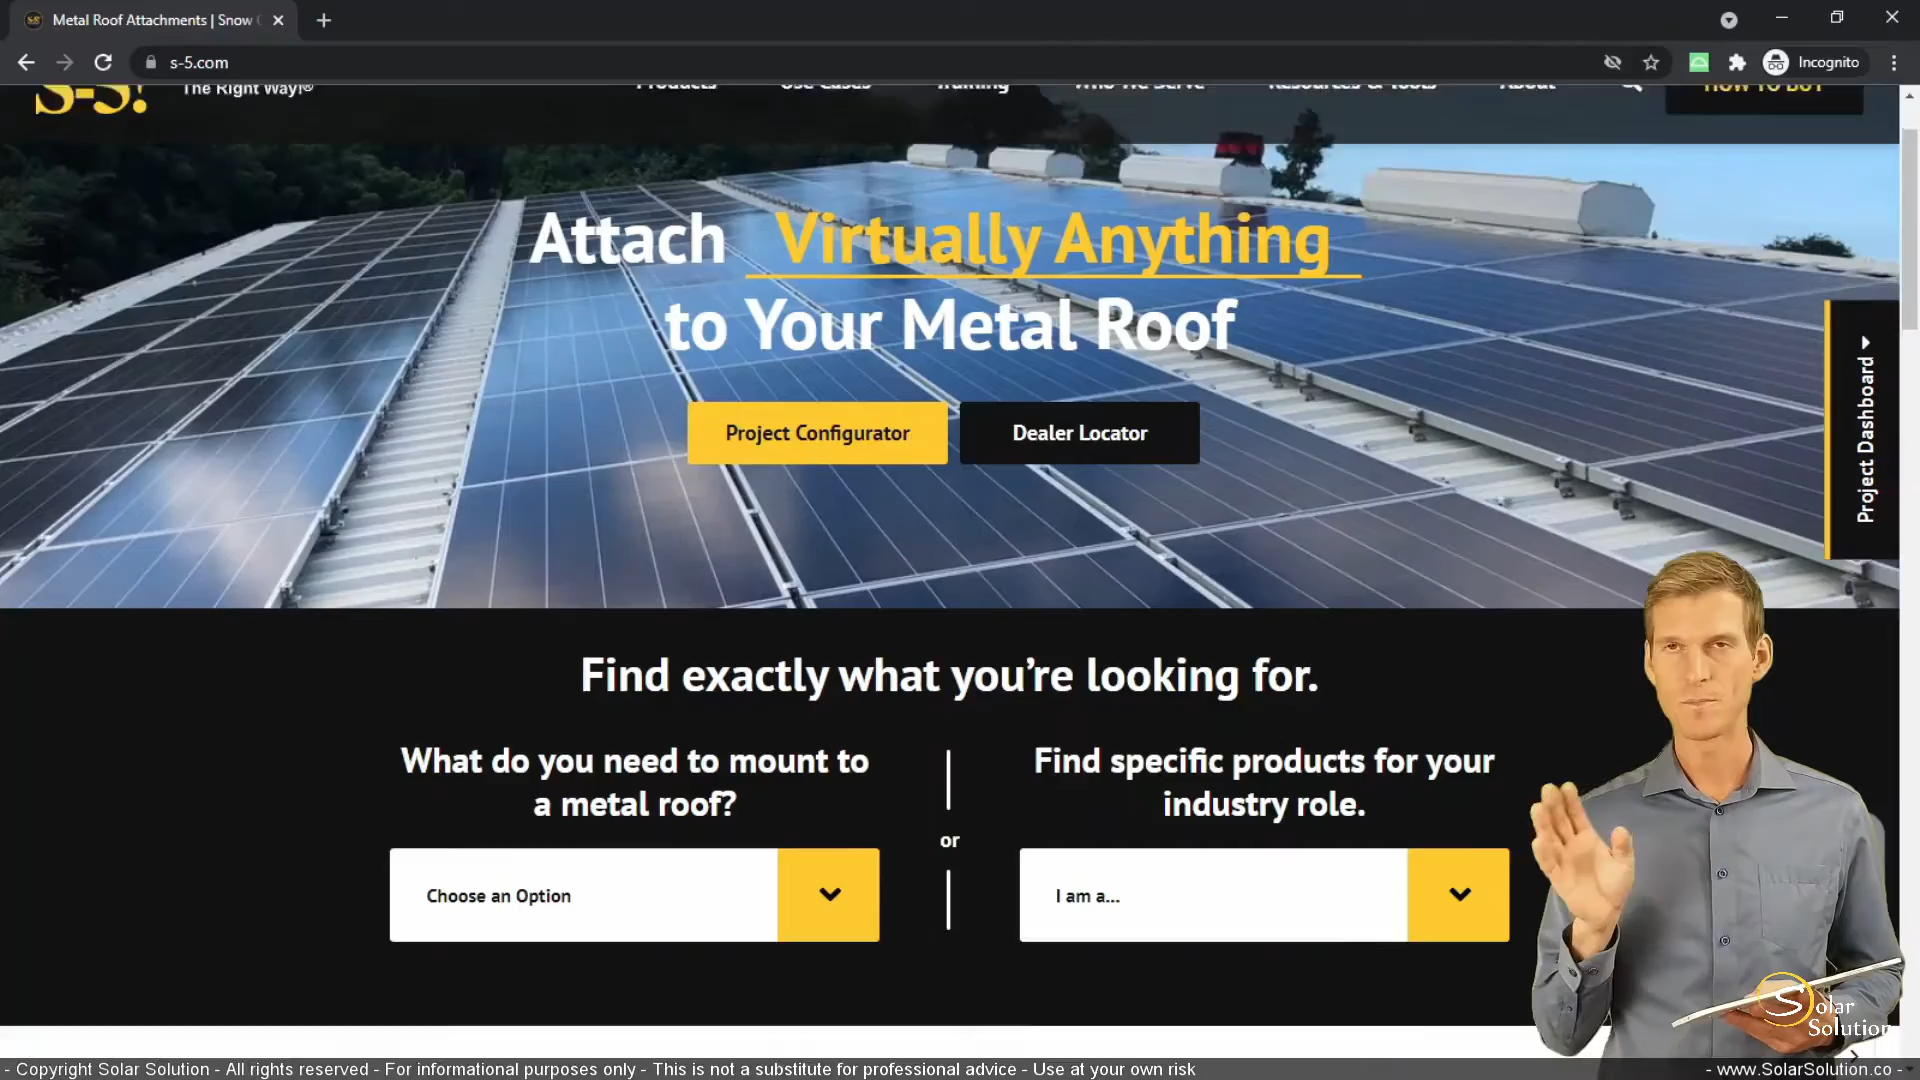 Metal Roof Attachments | Snow
s-5.com
Incognito
S-5!
The Right Way!®
Products
Use Cases
Training
Who We Serve
Resources & Tools
About
HOW TO BUY
Attach Virtually Anything
to Your Metal Roof
Project Configurator
Dealer Locator
Project Dashboard
Find exactly what you're looking for.
What do you need to mount to
a metal roof?
Choose an Option
or
Find specific products for your
industry role.
I am a...
Solar
Solution
- Copyright Solar Solution - All rights reserved - For informational purposes only - This is not a substitute for professional advice - Use at your own risk
- www.SolarSolution.co -